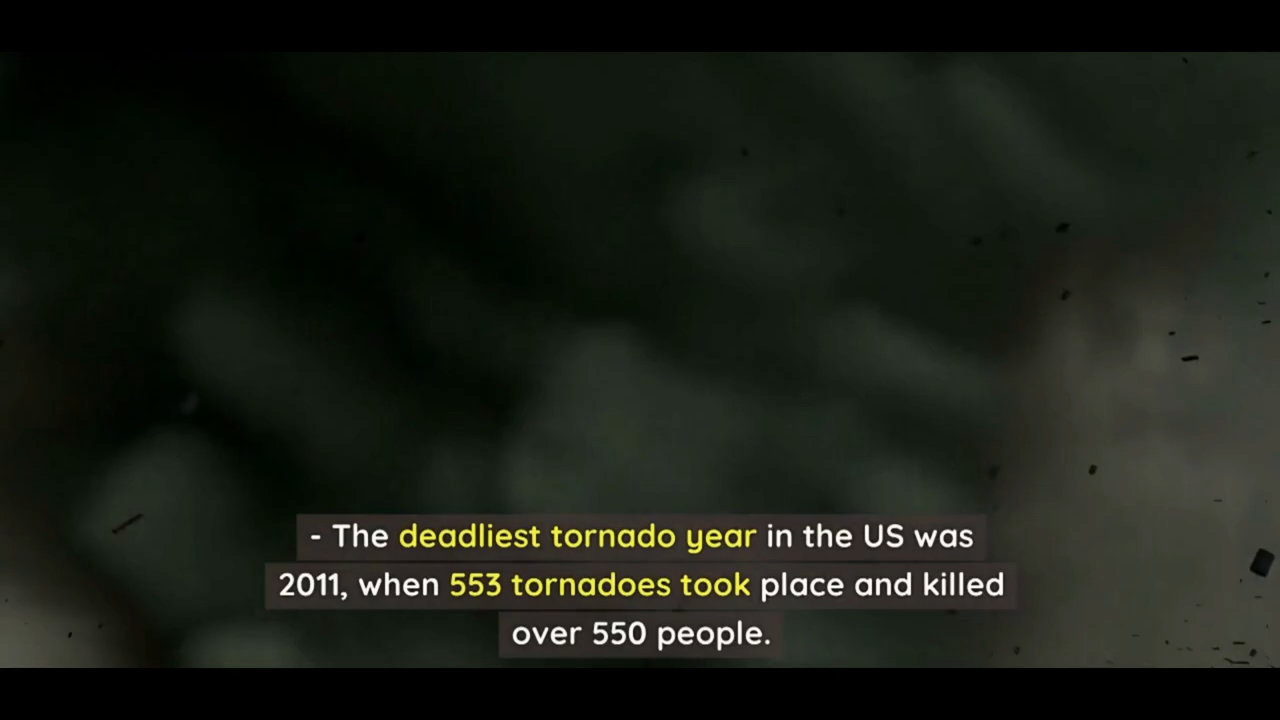 - The deadliest tornado year in the US was
2011, when 553 tornadoes took place and killed
over 550 people.